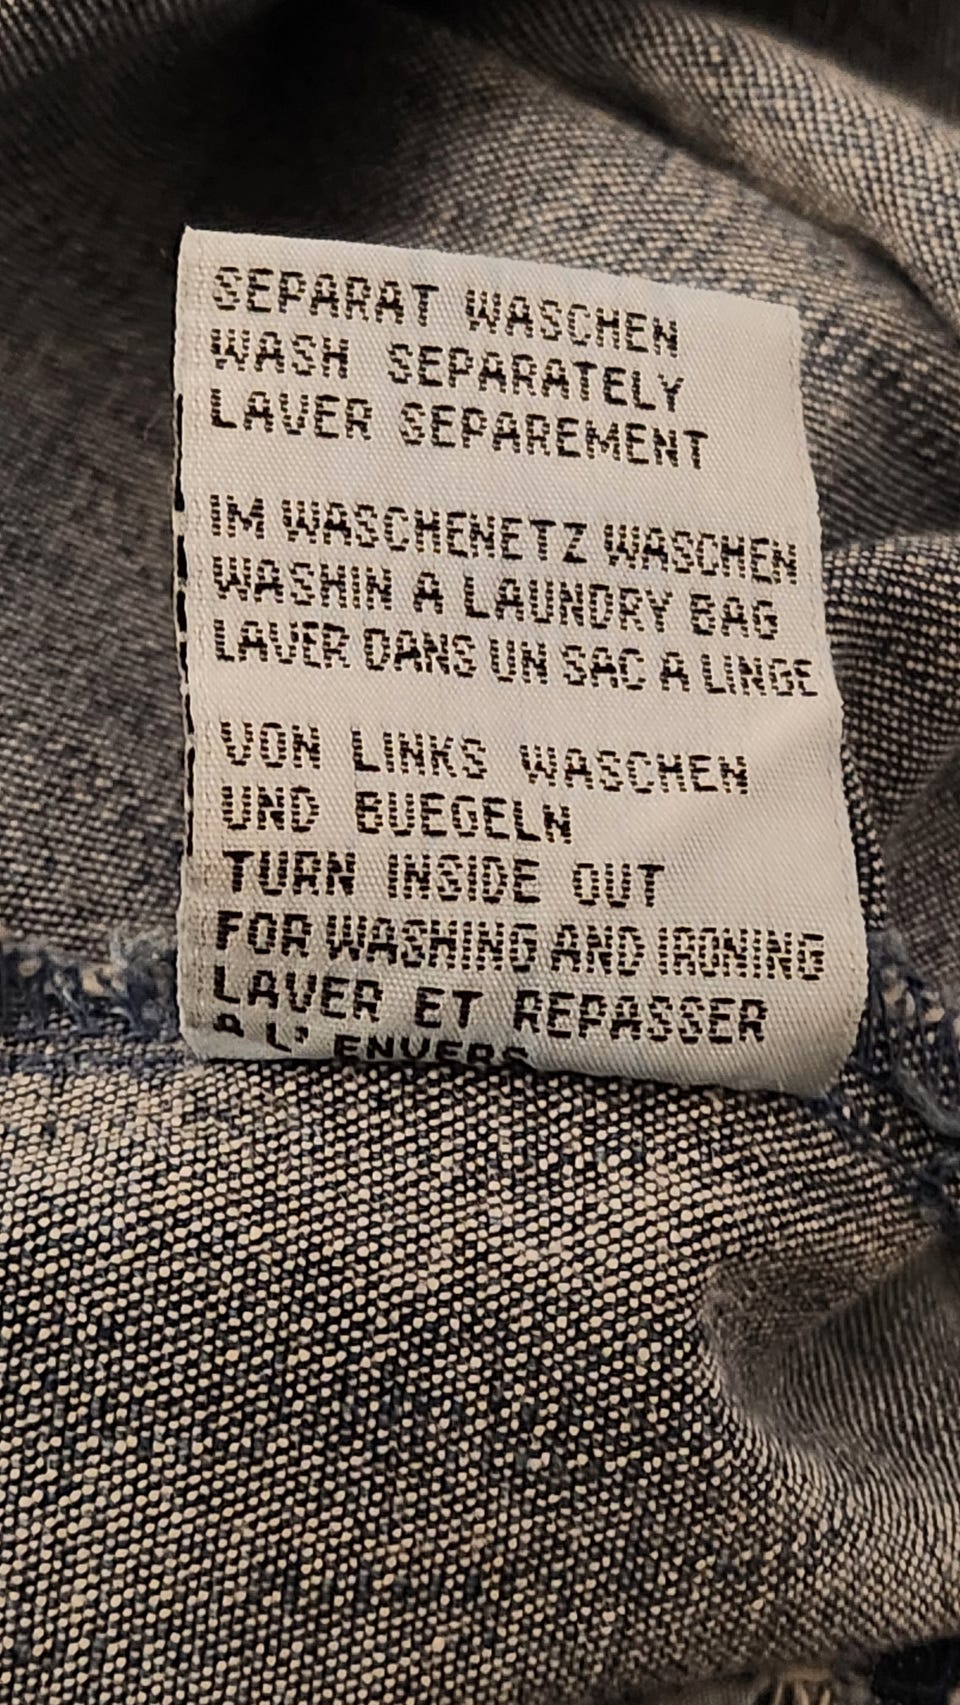 SEPARAT WASCHEN
WASH SEPARATELY
LAVER SEPAREMENT
IM WASCHENETZ WASCHEN
WASHIN A LAUNDRY BAG
LAVER DANS UN SAC A LINGE
VON LINKS WASCHEN
UND BUEGELN
TURN INSIDE OUT
FOR WASHING AND IRONING
LAVER ET REPASSER
A L' ENVERS